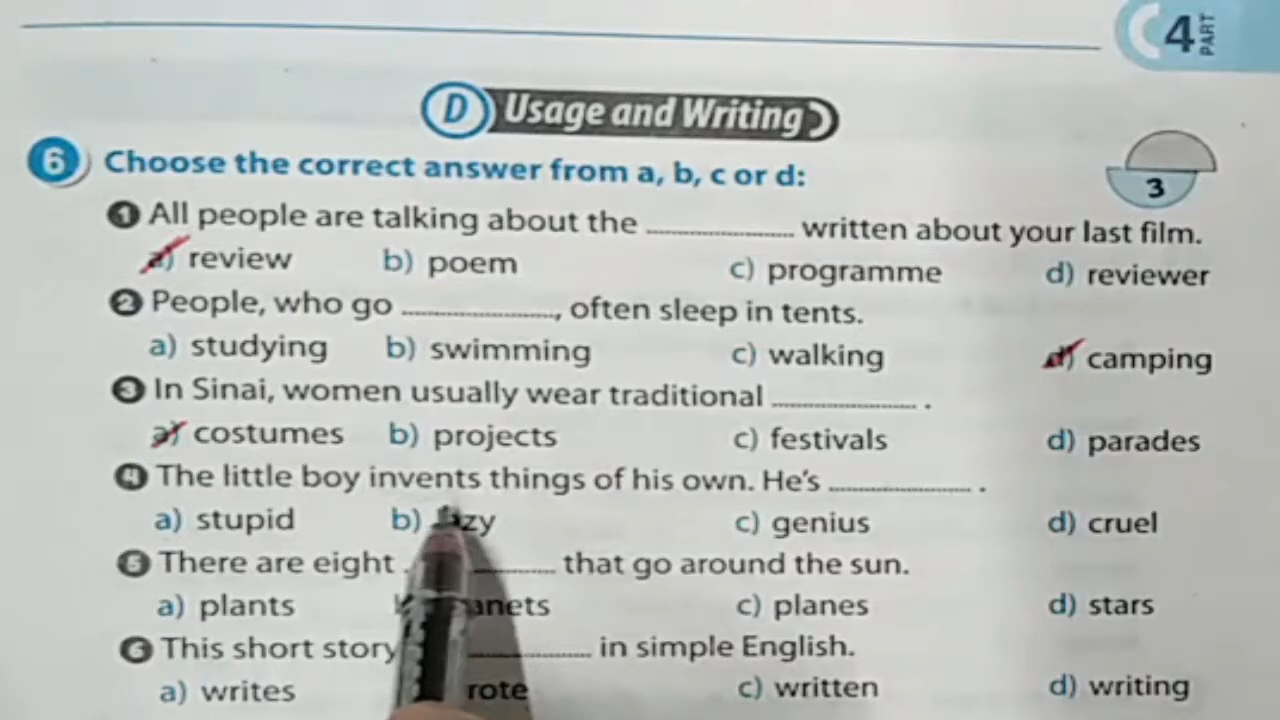 4 PART
D Usage and Writing
6 Choose the correct answer from a, b, c or d:
3
1 All people are talking about the ............... written about your last film.
a) review b) poem c) programme d) reviewer
2 People, who go ..............., often sleep in tents.
a) studying b) swimming c) walking d) camping
3 In Sinai, women usually wear traditional ............... .
a) costumes b) projects c) festivals d) parades
4 The little boy invents things of his own. He's ............... .
a) stupid b) c) genius d) cruel
5 There are eight ............... that go around the sun.
a) plants c) planes d) stars
6 This short story ............... in simple English.
a) writes c) written d) writing